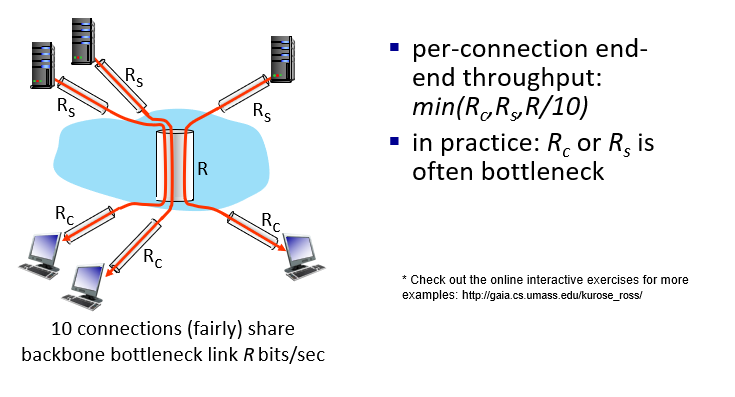 R_s
R_s
R_s
R
R_c
R_c
R_c
10 connections (fairly) share
backbone bottleneck link R bits/sec
▪ per-connection end-
end throughput:
min(R_c,R_s,R/10)
▪ in practice: R_c or R_s is
often bottleneck
* Check out the online interactive exercises for more
examples: http://gaia.cs.umass.edu/kurose_ross/